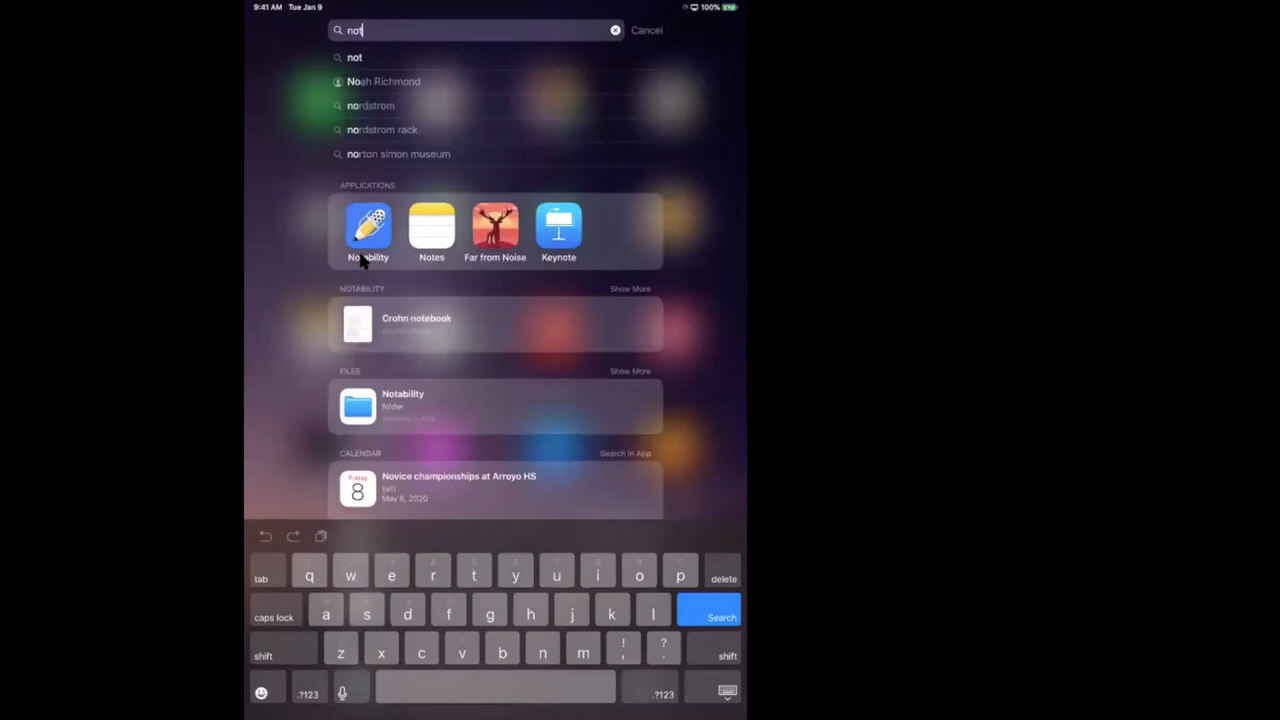 9:41 AM Tue Jan 9
100%
not
Cancel
not
Noah Richmond
nordstrom
nordstrom rack
norton simon museum
APPLICATIONS
Notability
Notes
Far from Noise
Keynote
NOTABILITY
Show More
Crohn notebook
FILES
Show More
Notability
folder
CALENDAR
Search in App
Friday
8
Novice championships at Arroyo HS
(all)
May 8, 2020
tab q w e r t y u i o p delete
caps lock a s d f g h j k l Search
shift z x c v b n m ! , ? . shift
.?123 .?123